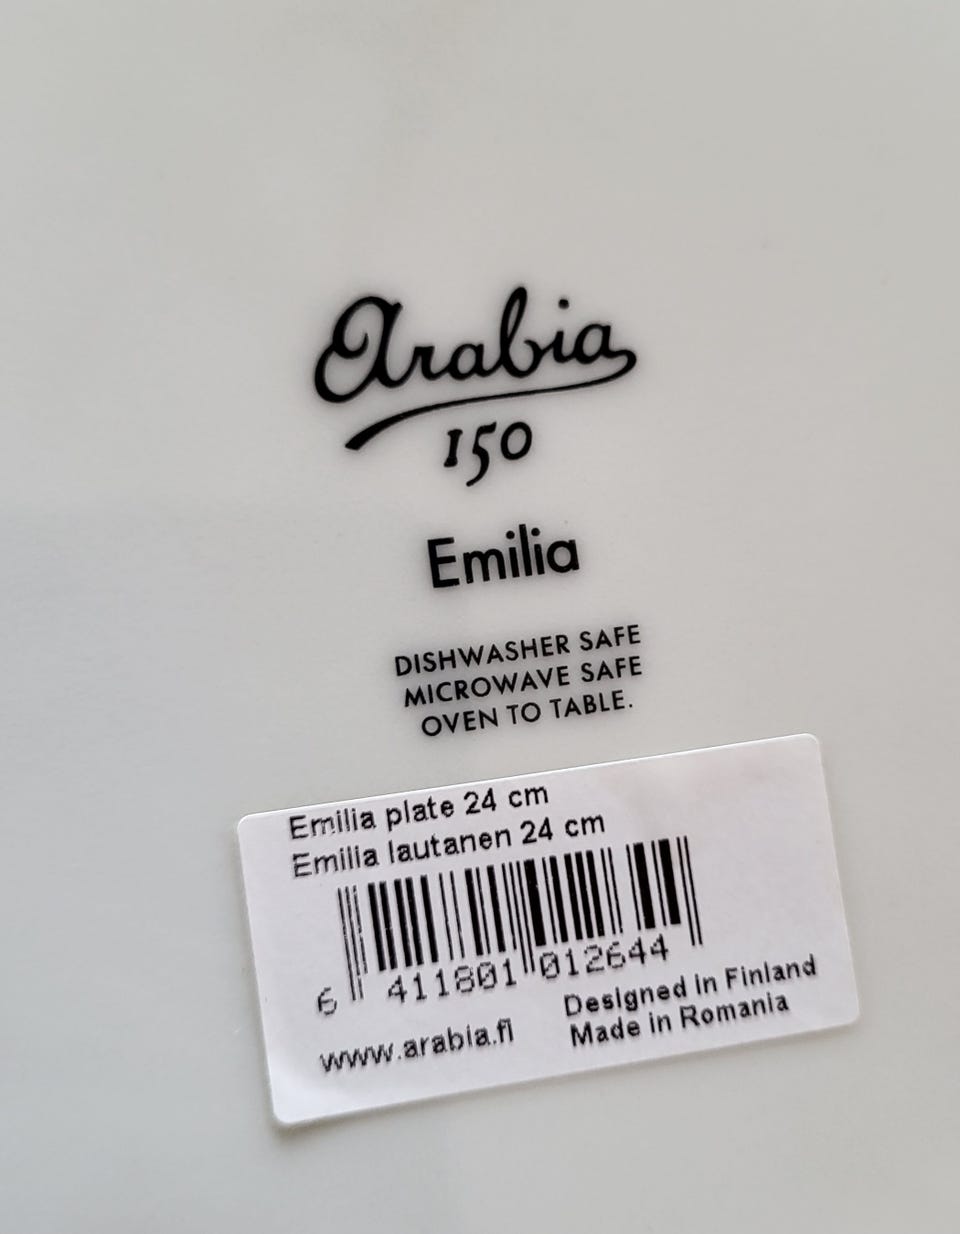 Arabia
150
Emilia
DISHWASHER SAFE
MICROWAVE SAFE
OVEN TO TABLE.
Emilia plate 24 cm
Emilia lautanen 24 cm
6 411801 012644
www.arabia.fi
Designed in Finland
Made in Romania